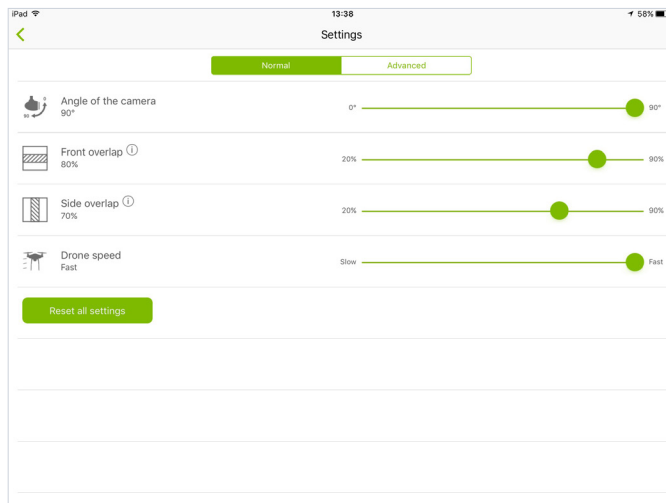 iPad 13:38 58%
Settings
Normal Advanced
Angle of the camera
90°
0° 90°
Front overlap
80%
20% 90%
Side overlap
70%
20% 90%
Drone speed
Fast
Slow Fast
Reset all settings